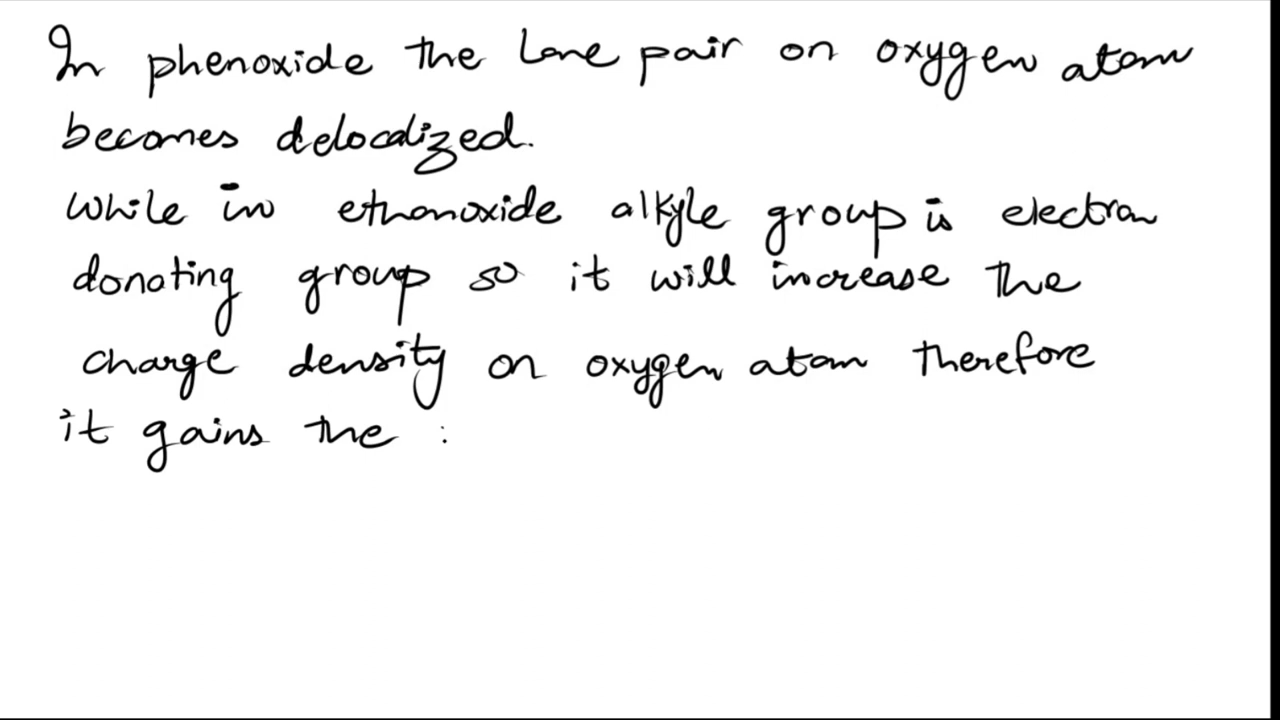 In phenoxide the Lone pair on oxygen atom
becomes delocalized.
While in ethanoxide alkyle group is electron
donating group so it will increase the
charge density on oxygen atom therefore
it gains the :